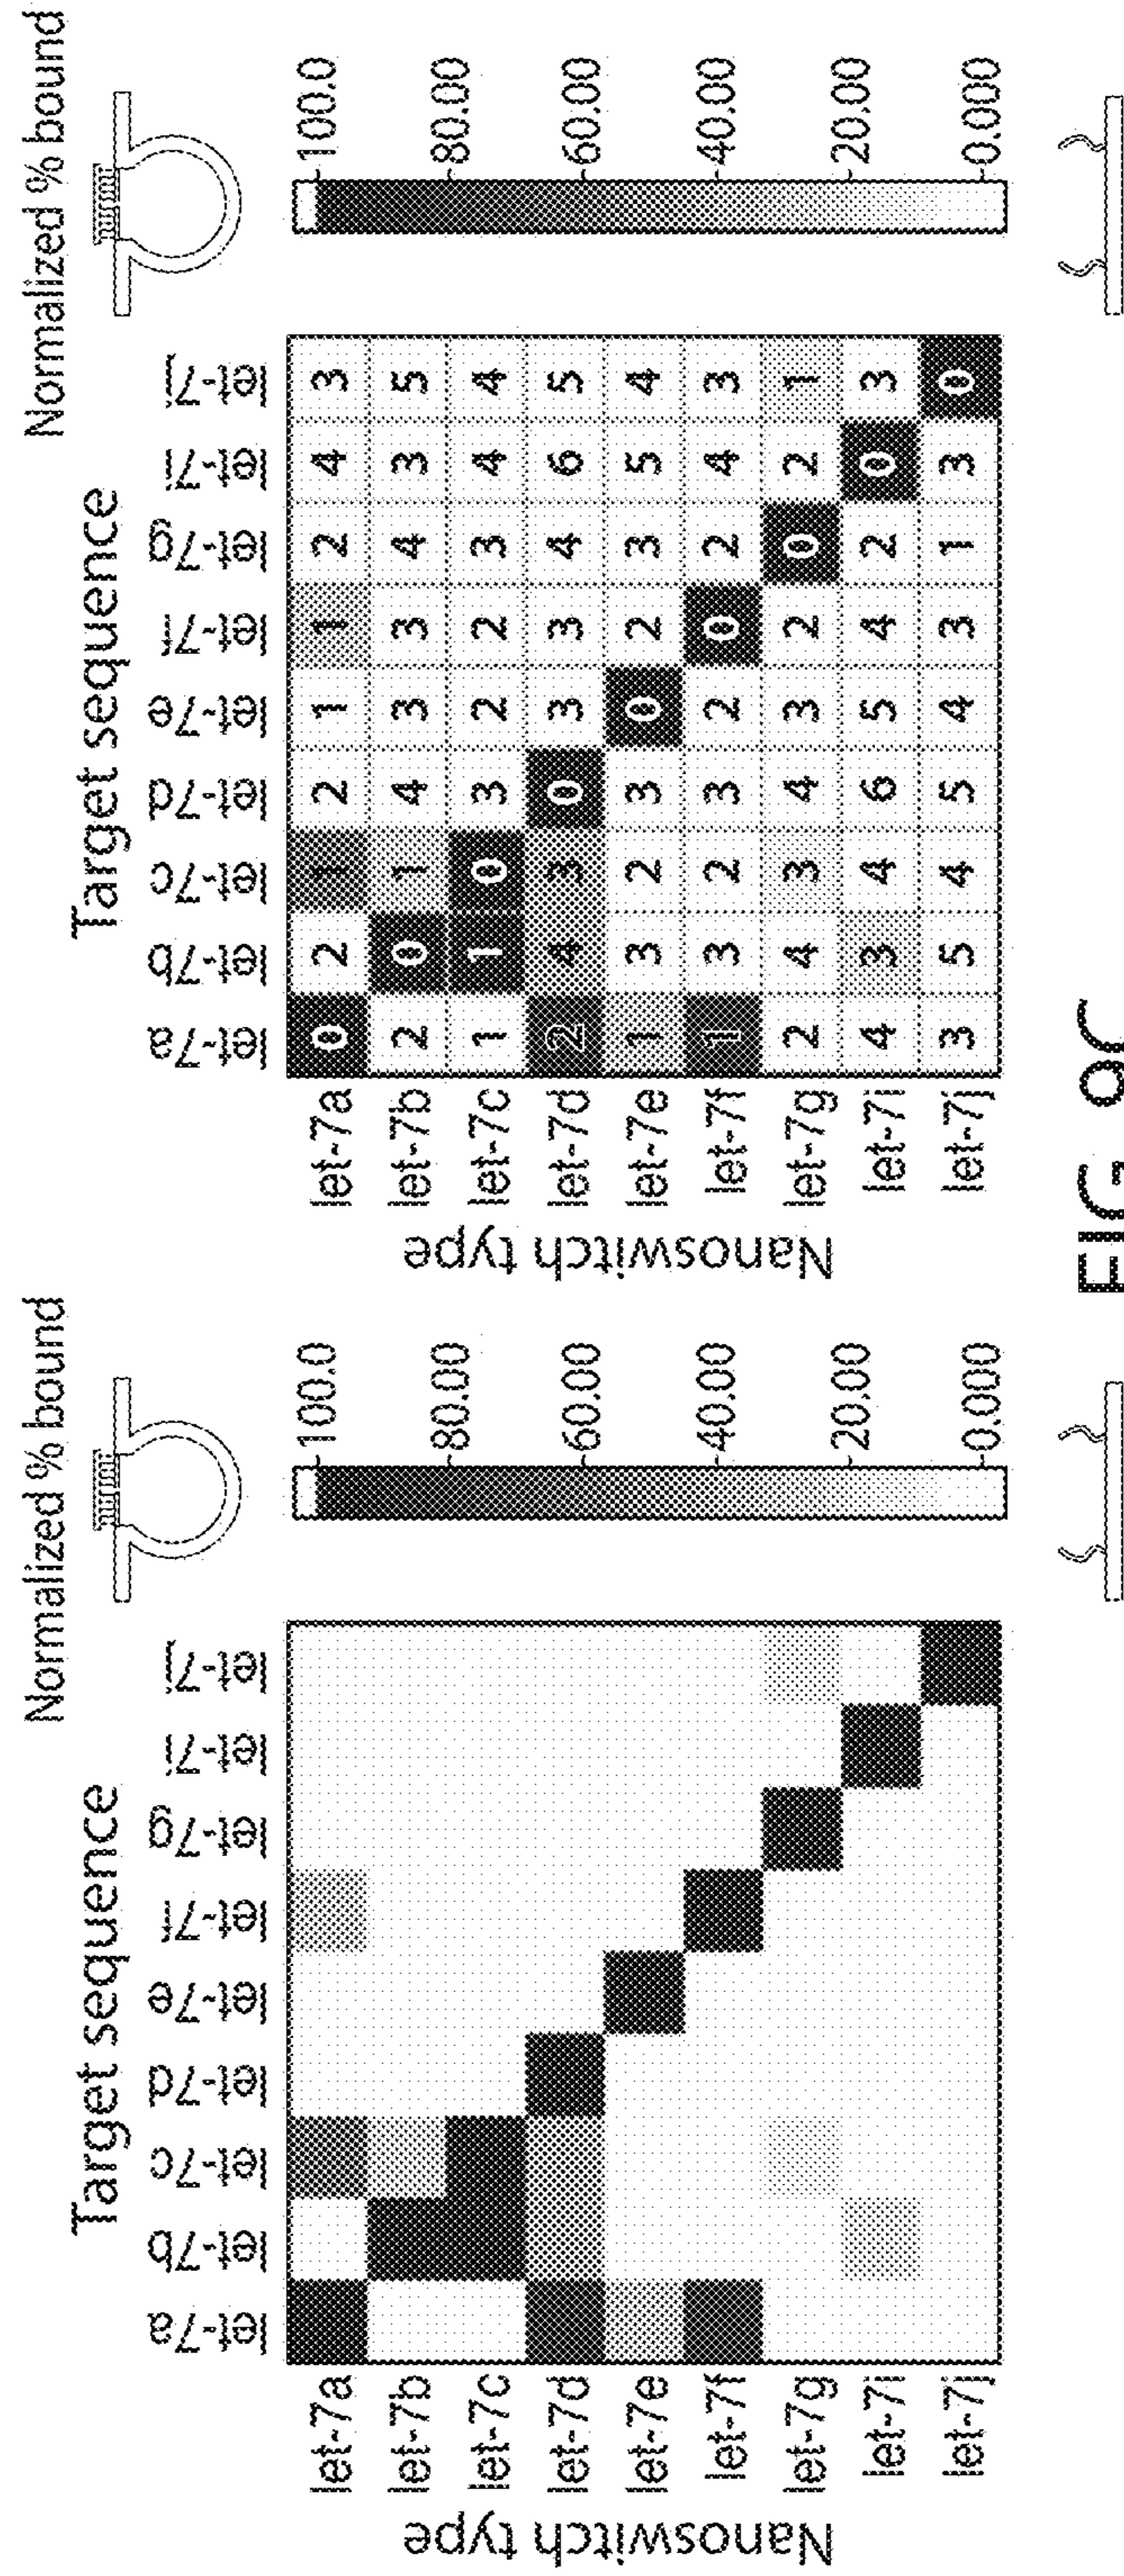 Target sequence
Normalized % bound
let-7a let-7b let-7c let-7d let-7e let-7f let-7g let-7i let-7j
Nanoswitch type
let-7a
let-7b
let-7c
let-7d
let-7e
let-7f
let-7g
let-7i
let-7j
100.0
80.00
60.00
40.00
20.00
0.000
Target sequence
Normalized % bound
let-7a let-7b let-7c let-7d let-7e let-7f let-7g let-7i let-7j
Nanoswitch type
let-7a 0 2 1 2 1 1 2 4 3
let-7b 2 0 1 4 3 3 4 3 5
let-7c 1 1 0 3 2 2 3 4 4
let-7d 2 4 3 0 3 3 4 6 5
let-7e 1 3 2 3 0 2 3 5 4
let-7f 1 3 2 3 2 0 2 4 3
let-7g 2 4 3 4 3 2 0 2 1
let-7i 4 3 4 6 5 4 2 0 3
let-7j 3 5 4 5 4 3 1 3 0
100.0
80.00
60.00
40.00
20.00
0.000
FIG. 9C